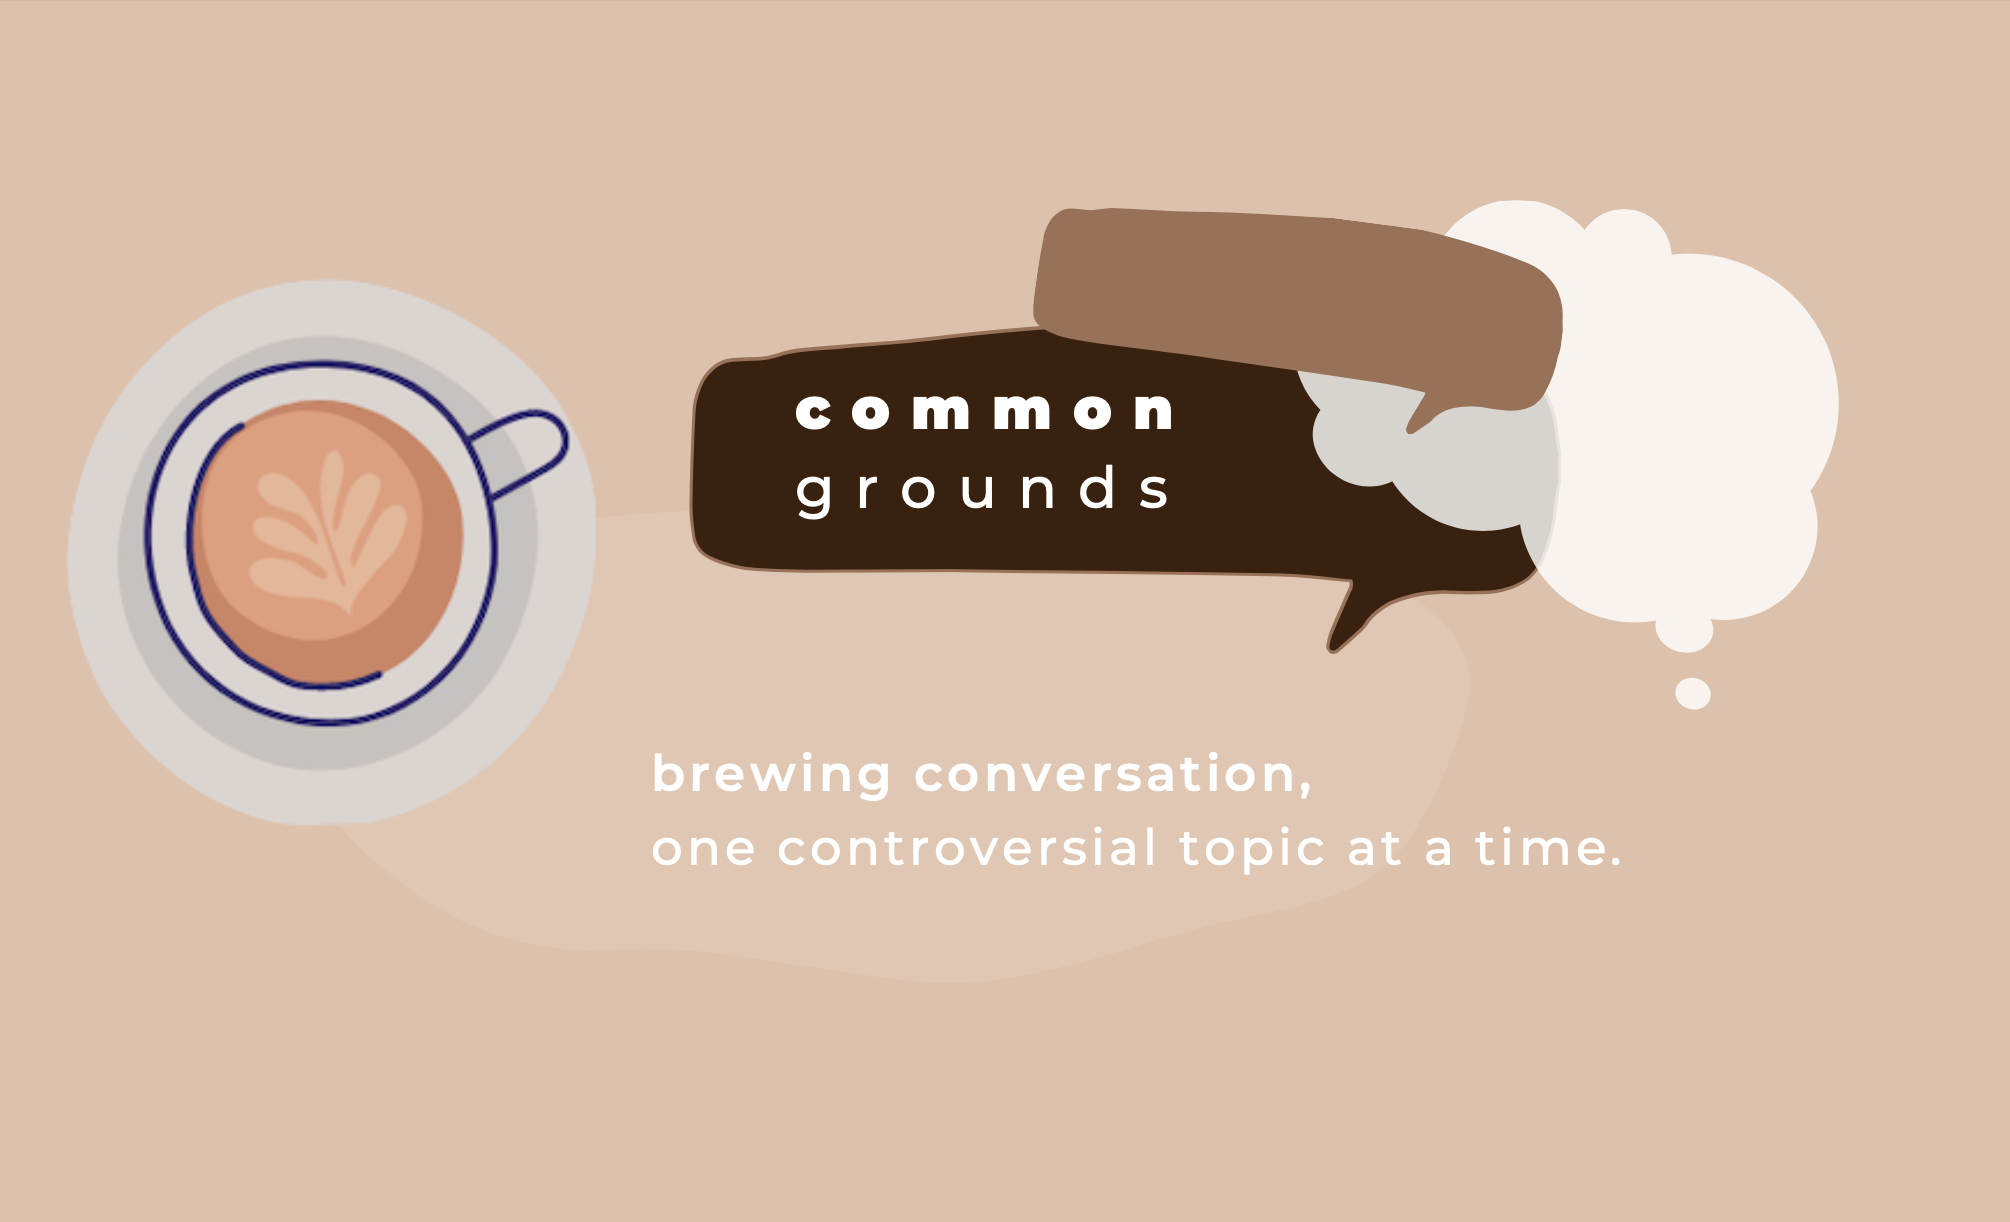 common
grounds
brewing conversation,
one controversial topic at a time.